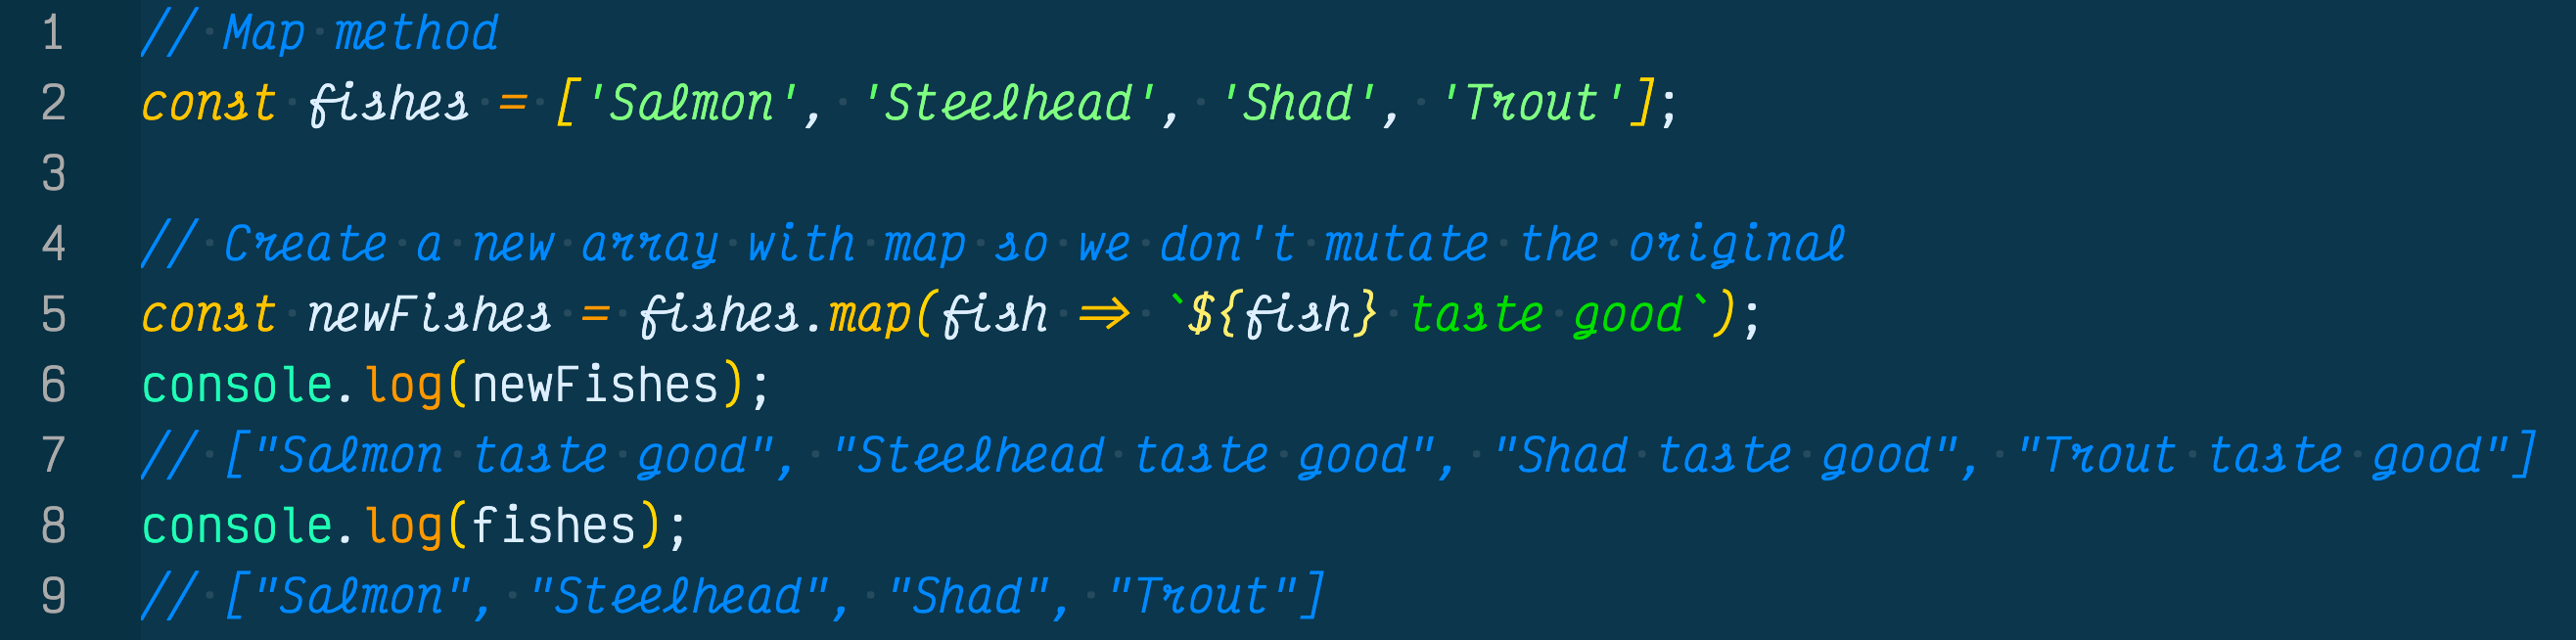 1 // Map method
2 const fishes = ['Salmon', 'Steelhead', 'Shad', 'Trout'];
3
4 // Create a new array with map so we don't mutate the original
5 const newFishes = fishes.map(fish => `${fish} taste good`);
6 console.log(newFishes);
7 // ["Salmon taste good", "Steelhead taste good", "Shad taste good", "Trout taste good"]
8 console.log(fishes);
9 // ["Salmon", "Steelhead", "Shad", "Trout"]